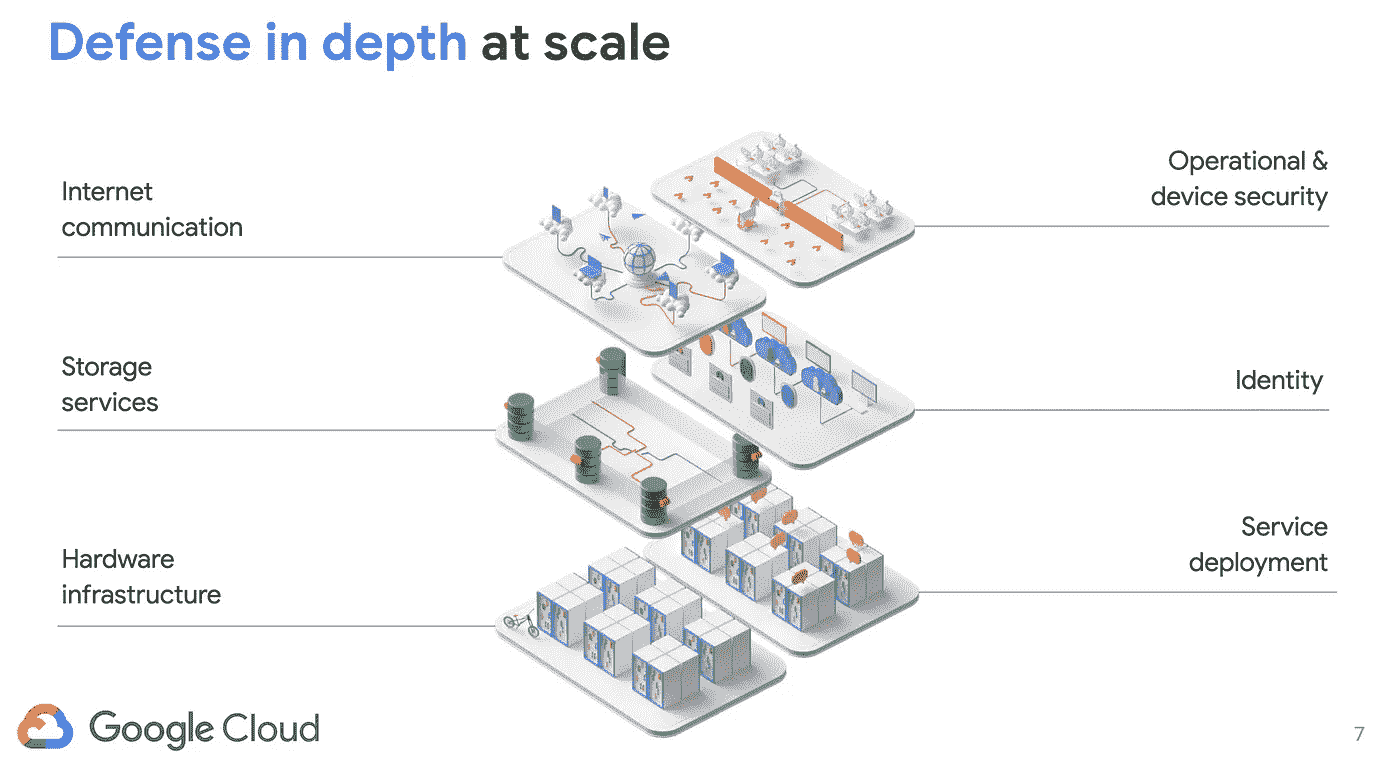 Defense in depth at scale
Internet
communication
Operational &
device security
Storage
services
Identity
Hardware
infrastructure
Service
deployment
Google Cloud
7